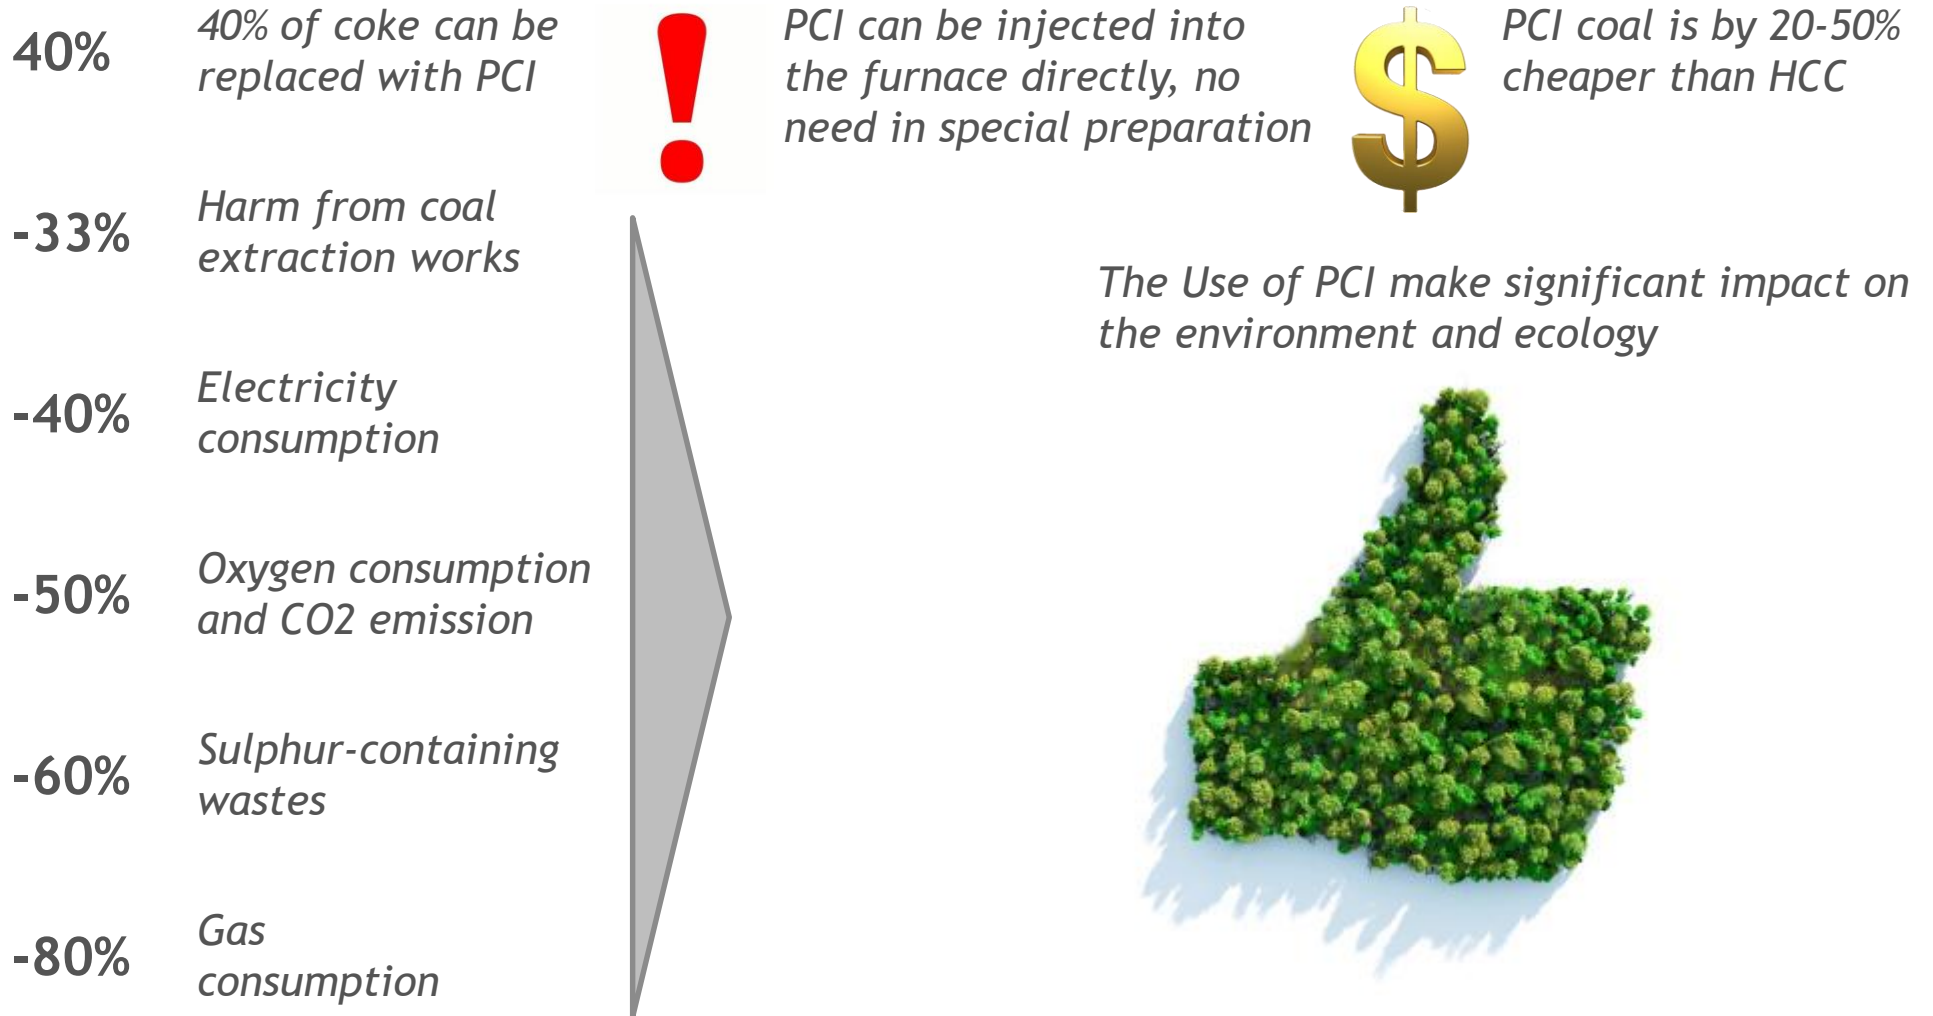 40%
40% of coke can be
replaced with PCI
PCI can be injected into
the furnace directly, no
need in special preparation
$
PCI coal is by 20-50%
cheaper than HCC
-33%
Harm from coal
extraction works
The Use of PCI make significant impact on
the environment and ecology
-40%
Electricity
consumption
-50%
Oxygen consumption
and CO2 emission
-60%
Sulphur-containing
wastes
-80%
Gas
consumption